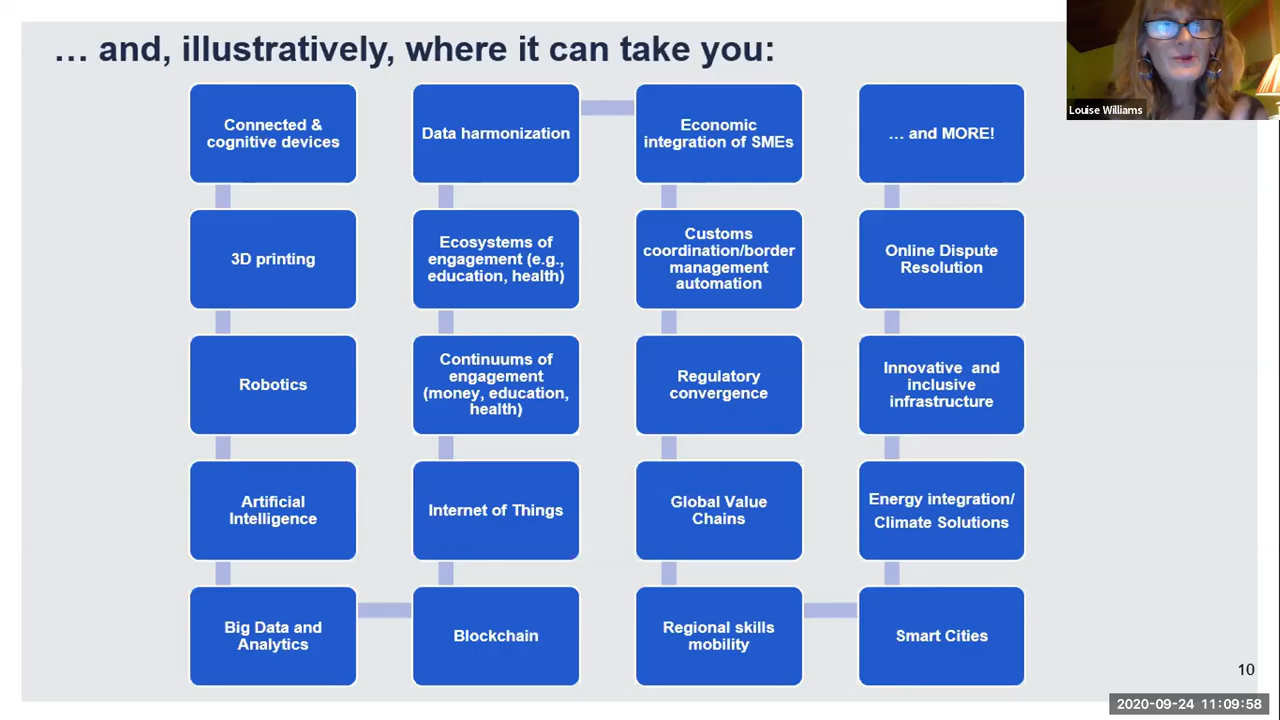 … and, illustratively, where it can take you:
Louise Williams
Connected &
cognitive devices
3D printing
Robotics
Artificial
Intelligence
Big Data and
Analytics
Blockchain
Internet of Things
Continuums of
engagement
(money, education,
health)
Ecosystems of
engagement (e.g.,
education, health)
Data harmonization
Economic
integration of SMEs
Customs
coordination/border
management
automation
Regulatory
convergence
Global Value
Chains
Regional skills
mobility
Smart Cities
Energy integration/
Climate Solutions
Innovative and
inclusive
infrastructure
Online Dispute
Resolution
… and MORE!
10
2020-09-24 11:09:58